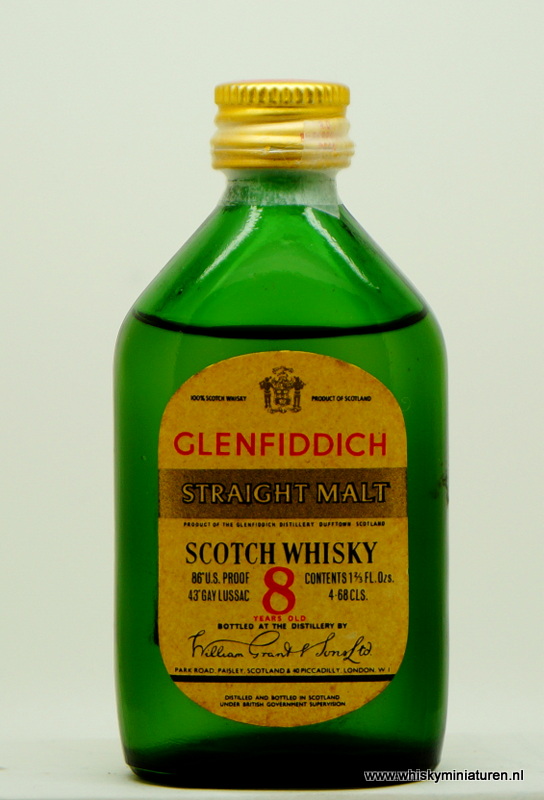 100% SCOTCH WHISKY PRODUCT OF SCOTLAND
GLENFIDDICH
STRAIGHT MALT
PRODUCT OF THE GLENFIDDICH DISTILLERY DUFFTOWN SCOTLAND
SCOTCH WHISKY
86° U.S. PROOF 8 CONTENTS 1 3/5 FL. Ozs.
43° GAY LUSSAC 4·68 CLS.
YEARS OLD
BOTTLED AT THE DISTILLERY BY
William Grant & Sons Ltd
PARK ROAD, PAISLEY, SCOTLAND & 40 PICCADILLY, LONDON, W.1
DISTILLED AND BOTTLED IN SCOTLAND
UNDER BRITISH GOVERNMENT SUPERVISION
www.whiskyminiaturen.nl